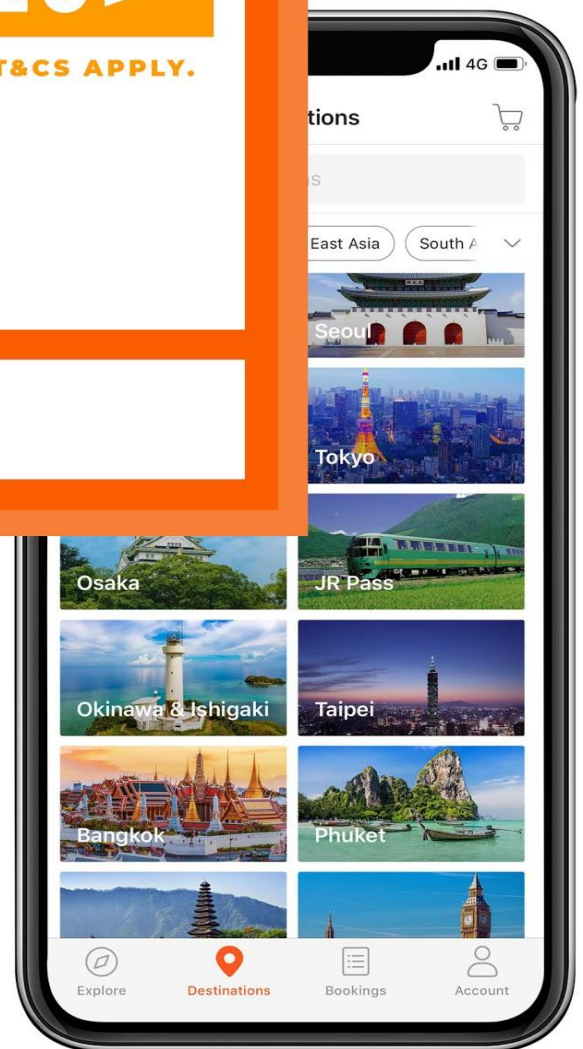 T&CS APPLY.
4G
tions
s
East Asia
South A
Seoul
Tokyo
Osaka
JR Pass
Okinawa & Ishigaki
Taipei
Bangkok
Phuket
Explore
Destinations
Bookings
Account